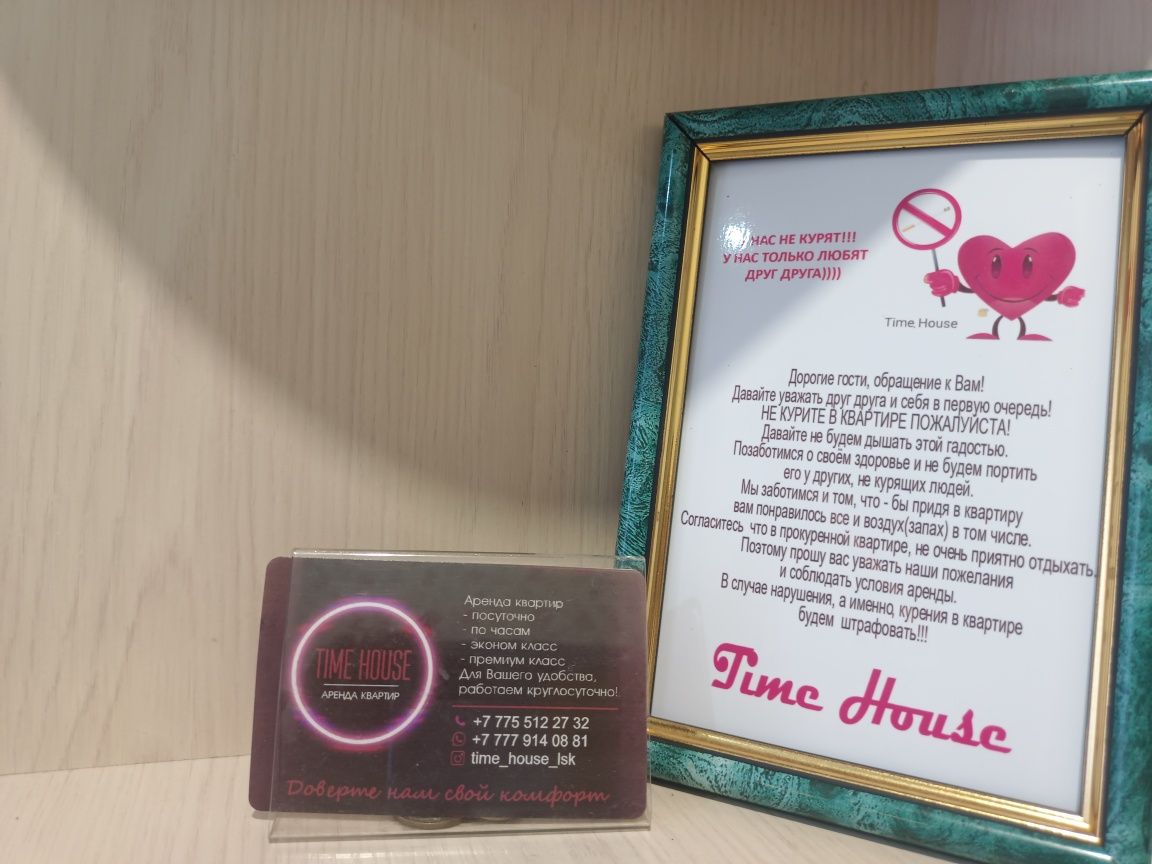 НАС НЕ КУРЯТ!!!
У НАС ТОЛЬКО ЛЮБЯТ
ДРУГ ДРУГА))))
Time House
Дорогие гости, обращение к Вам!
Давайте уважать друг друга и себя в первую очередь!
НЕ КУРИТЕ В КВАРТИРЕ ПОЖАЛУЙСТА!
Давайте не будем дышать этой гадостью.
Позаботимся о своём здоровье и не будем портить
его у других, не курящих людей.
Мы заботимся и том, что - бы придя в квартиру
вам понравилось все и воздух(запах) в том числе.
Согласитесь что в прокуренной квартире, не очень приятно отдыхать.
Поэтому прошу вас уважать наши пожелания
и соблюдать условия аренды.
В случае нарушения, а именно, курения в квартире
будем штрафовать!!!
Time House
TIME HOUSE
АРЕНДА КВАРТИР
Аренда квартир
- посуточно
- по часам
- эконом класс
- премиум класс
Для Вашего удобства,
работаем круглосуточно!
+7 775 512 27 32
+7 777 914 08 81
time_house_lsk
Доверте нам свой комфорт